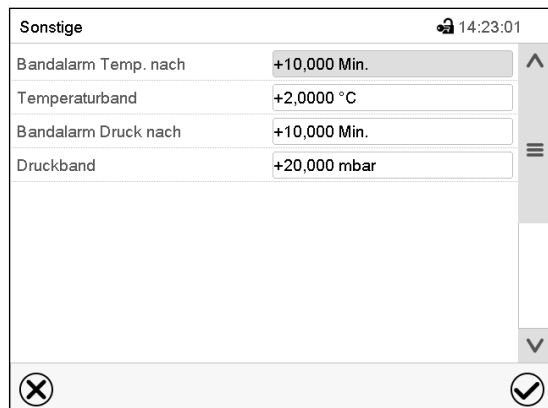 Sonstige 14:23:01
Bandalarm Temp. nach +10,000 Min.
Temperaturband +2,0000 °C
Bandalarm Druck nach +10,000 Min.
Druckband +20,000 mbar